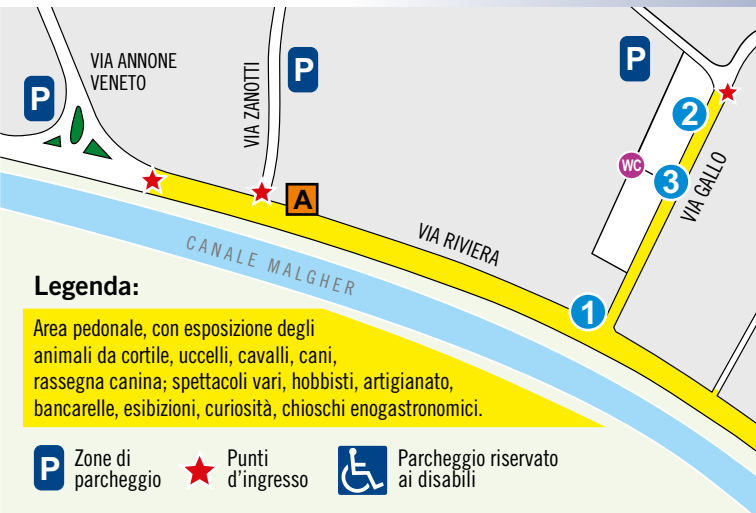 VIA ANNONE
VENETO
P
VIA ZANOTTI
P
P
2
WC
3
VIA GALLO
A
VIA RIVIERA
CANALE MALGHER
1
Legenda:
Area pedonale, con esposizione degli
animali da cortile, uccelli, cavalli, cani,
rassegna canina; spettacoli vari, hobbisti, artigianato,
bancarelle, esibizioni, curiosità, chioschi enogastronomici.
P
Zone di
parcheggio
Punti
d'ingresso
Parcheggio riservato
ai disabili